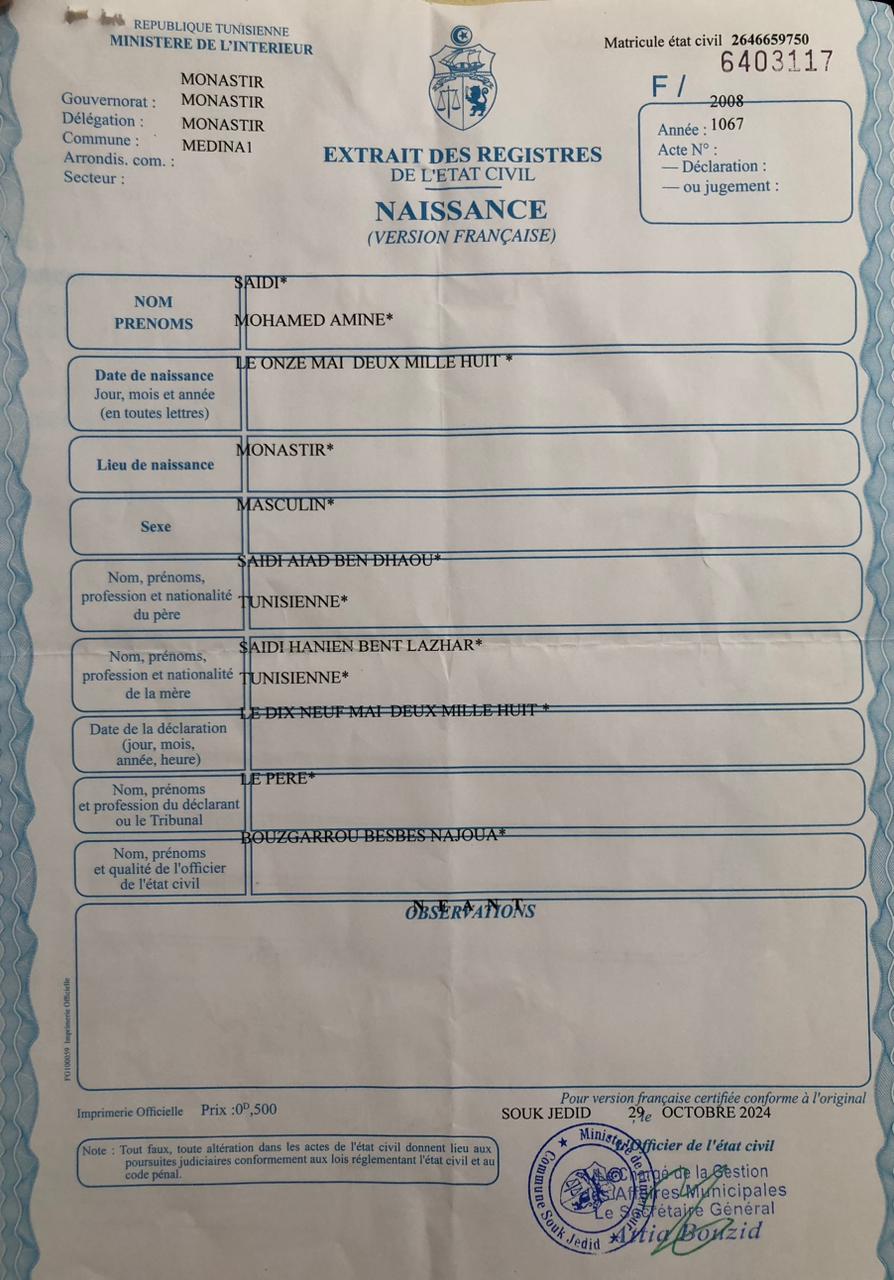 REPUBLIQUE TUNISIENNE
MINISTERE DE L'INTERIEUR
Matricule état civil 2646659750
6403117
F /
MONASTIR
Gouvernorat : MONASTIR
Délégation : MONASTIR
Commune : MEDINA1
Arrondis. com. :
Secteur :
2008
Année : 1067
Acte N° :
— Déclaration :
— ou jugement :
EXTRAIT DES REGISTRES
DE L'ETAT CIVIL
NAISSANCE
(VERSION FRANÇAISE)
NOM
PRENOMS
SAIDI*
MOHAMED AMINE*
Date de naissance
Jour, mois et année
(en toutes lettres)
LE ONZE MAI DEUX MILLE HUIT *
Lieu de naissance
MONASTIR*
Sexe
MASCULIN*
Nom, prénoms,
profession et nationalité
du père
SAIDI AIAD BEN DHAOU*
TUNISIENNE*
Nom, prénoms,
profession et nationalité
de la mère
SAIDI HANIEN BENT LAZHAR*
TUNISIENNE*
Date de la déclaration
(jour, mois,
année, heure)
LE DIX NEUF MAI DEUX MILLE HUIT *
Nom, prénoms
et profession du déclarant
ou le Tribunal
LE PERE*
Nom, prénoms
et qualité de l'officier
de l'état civil
BOUZGARROU BESBES NAJOUA*
N E A N T
OBSERVATIONS
Imprimerie Officielle
Imprimerie Officielle Prix :0ᴰ,500
Pour version française certifiée conforme à l'original
SOUK JEDID 29 OCTOBRE 2024
, le
L'Officier de l'état civil
Note : Tout faux, toute altération dans les actes de l'état civil donnent lieu aux
poursuites judiciaires conformement aux lois réglementant l'état civil et au
code pénal.
Commune Souk Jedid
Chargé de la Gestion
des Affaires Municipales
Le Secrétaire Général
Attia Bouzid